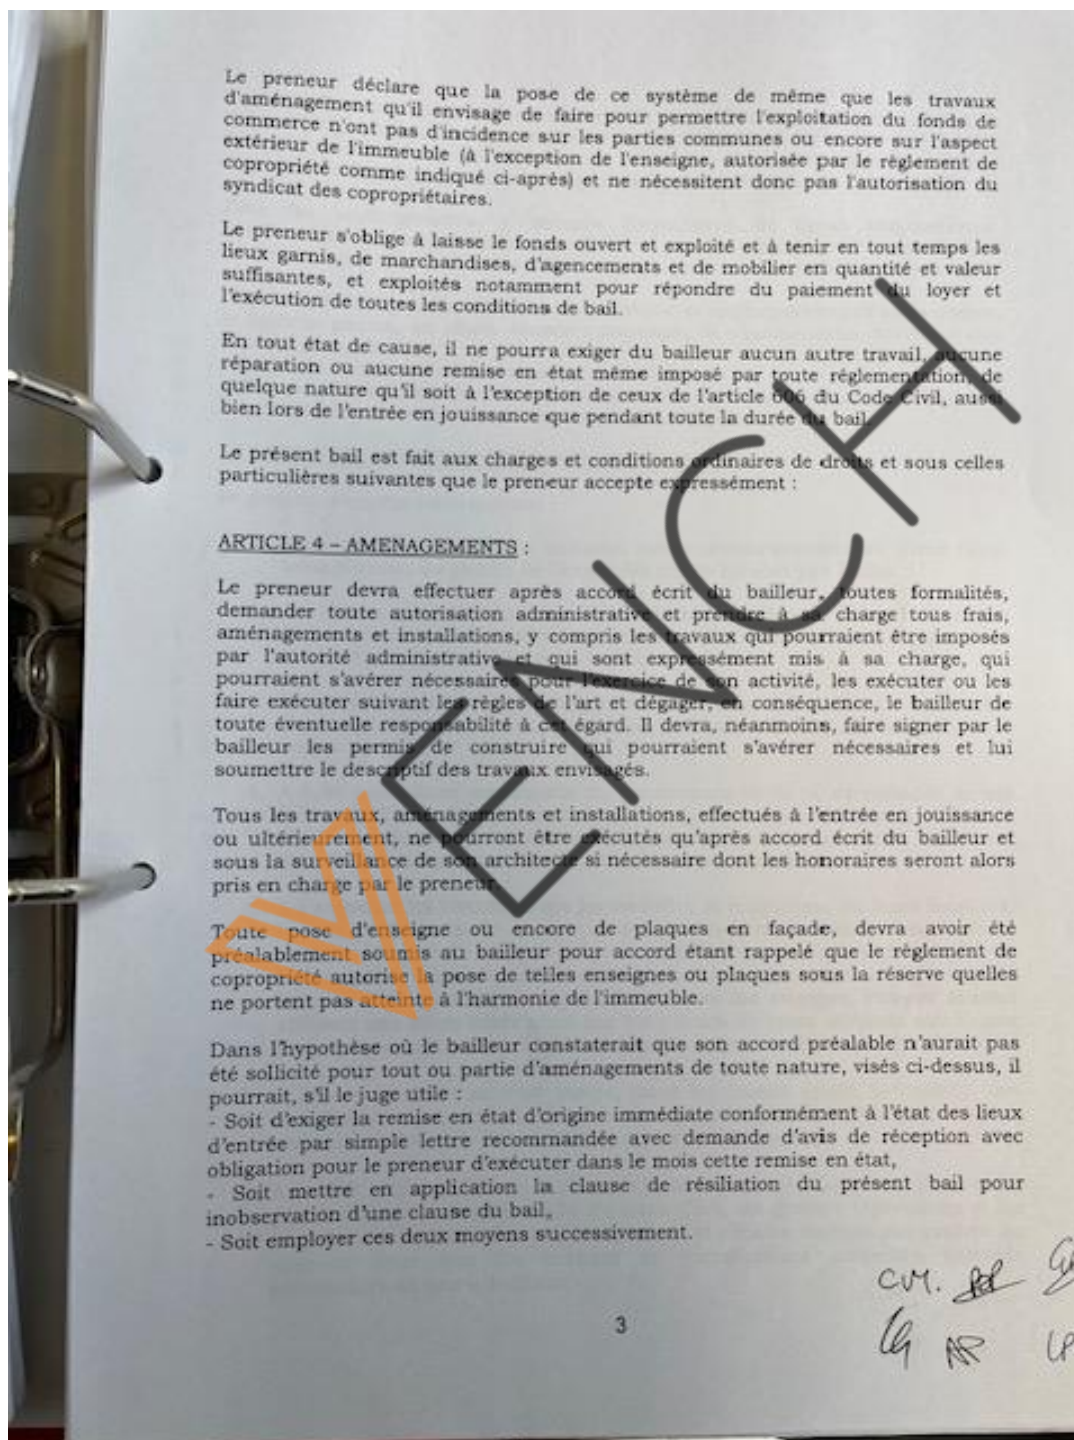 Le preneur déclare que la pose de ce système de même que les travaux
d'aménagement qu'il envisage de faire pour permettre l'exploitation du fonds de
commerce n'ont pas d'incidence sur les parties communes ou encore sur l'aspect
extérieur de l'immeuble (à l'exception de l'enseigne, autorisée par le règlement de
copropriété comme indiqué ci-après) et ne nécessitent donc pas l'autorisation du
syndicat des copropriétaires.
Le preneur s'oblige à laisse le fonds ouvert et exploité et à tenir en tout temps les
lieux garnis, de marchandises, d'agencements et de mobilier en quantité et valeur
suffisantes, et exploités notamment pour répondre du paiement du loyer et
l'exécution de toutes les conditions de bail.
En tout état de cause, il ne pourra exiger du bailleur aucun autre travail, aucune
réparation ou aucune remise en état même imposé par toute réglementation, de
quelque nature qu'il soit à l'exception de ceux de l'article 606 du Code Civil, aussi
bien lors de l'entrée en jouissance que pendant toute la durée du bail.
Le présent bail est fait aux charges et conditions ordinaires de droits et sous celles
particulières suivantes que le preneur accepte expressément :
ARTICLE 4 – AMENAGEMENTS :
Le preneur devra effectuer après accord écrit du bailleur, toutes formalités,
demander toute autorisation administrative et prendre à sa charge tous frais,
aménagements et installations, y compris les travaux qui pourraient être imposés
par l'autorité administrative et qui sont expressément mis à sa charge, qui
pourraient s'avérer nécessaires pour l'exercice de son activité, les exécuter ou les
faire exécuter suivant les règles de l'art et dégager, en conséquence, le bailleur de
toute éventuelle responsabilité à cet égard. Il devra, néanmoins, faire signer par le
bailleur les permis de construire qui pourraient s'avérer nécessaires et lui
soumettre le descriptif des travaux envisagés.
Tous les travaux, aménagements et installations, effectués à l'entrée en jouissance
ou ultérieurement, ne pourront être exécutés qu'après accord écrit du bailleur et
sous la surveillance de son architecte si nécessaire dont les honoraires seront alors
pris en charge par le preneur.
Toute pose d'enseigne ou encore de plaques en façade, devra avoir été
préalablement soumis au bailleur pour accord étant rappelé que le règlement de
copropriété autorise la pose de telles enseignes ou plaques sous la réserve quelles
ne portent pas atteinte à l'harmonie de l'immeuble.
Dans l'hypothèse où le bailleur constaterait que son accord préalable n'aurait pas
été sollicité pour tout ou partie d'aménagements de toute nature, visés ci-dessus, il
pourrait, s'il le juge utile :
- Soit d'exiger la remise en état d'origine immédiate conformément à l'état des lieux
d'entrée par simple lettre recommandée avec demande d'avis de réception avec
obligation pour le preneur d'exécuter dans le mois cette remise en état,
- Soit mettre en application la clause de résiliation du présent bail pour
inobservation d'une clause du bail,
- Soit employer ces deux moyens successivement.
CVM.
3
VENCH